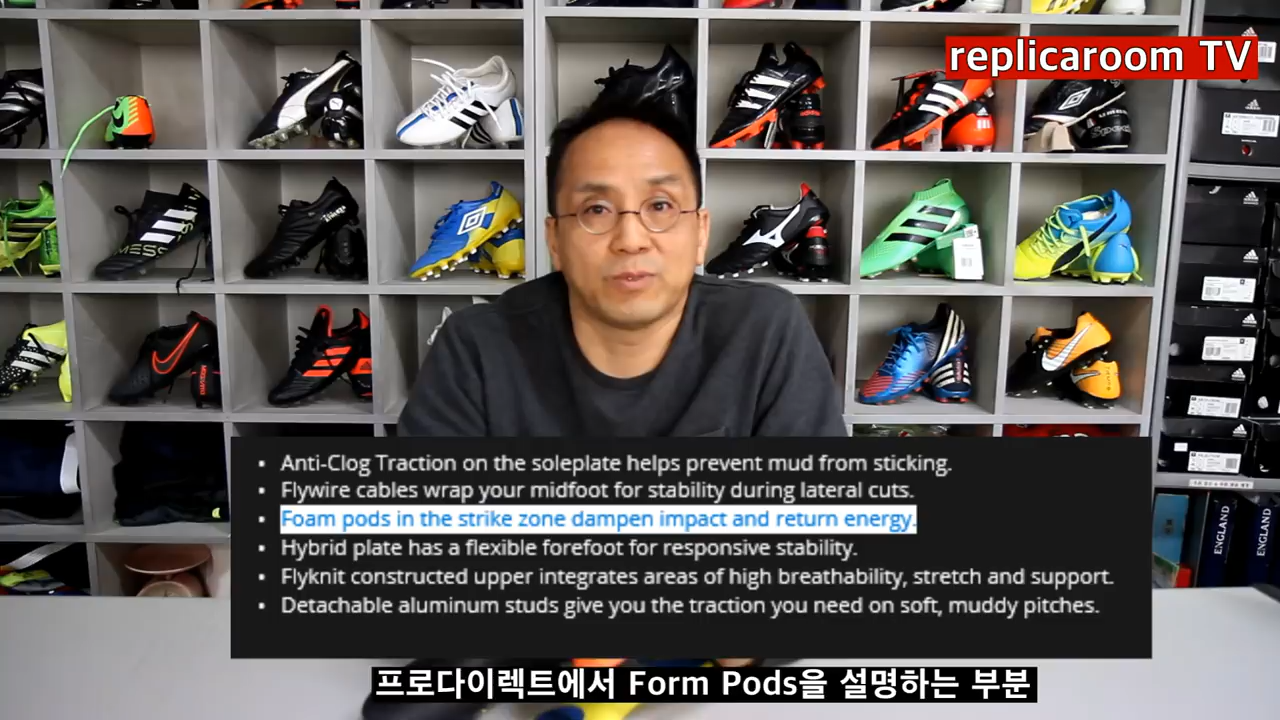 replicaroom TV
MESSI
ENGLAND
ENGLAND
• Anti-Clog Traction on the soleplate helps prevent mud from sticking.
• Flywire cables wrap your midfoot for stability during lateral cuts.
• Foam pods in the strike zone dampen impact and return energy.
• Hybrid plate has a flexible forefoot for responsive stability.
• Flyknit constructed upper integrates areas of high breathability, stretch and support.
• Detachable aluminum studs give you the traction you need on soft, muddy pitches.
프로다이렉트에서 Form Pods을 설명하는 부분